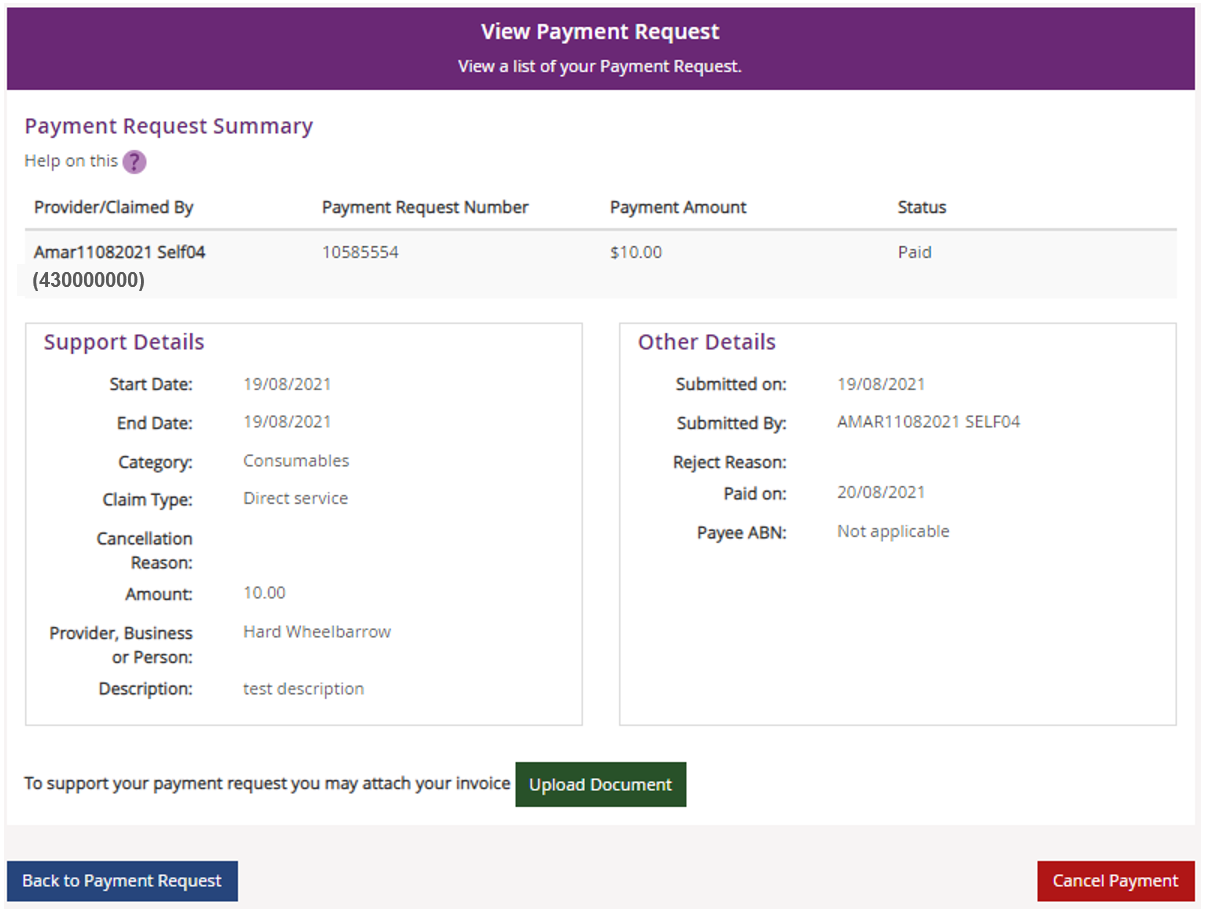 View Payment Request
View a list of your Payment Request.
Payment Request Summary
Help on this ?
Provider/Claimed By Payment Request Number Payment Amount Status
Amar11082021 Self04 10585554 $10.00 Paid
(430000000)
Support Details
Start Date: 19/08/2021
End Date: 19/08/2021
Category: Consumables
Claim Type: Direct service
Cancellation
Reason:
Amount: 10.00
Provider, Business Hard Wheelbarrow
or Person:
Description: test description
Other Details
Submitted on: 19/08/2021
Submitted By: AMAR11082021 SELF04
Reject Reason:
Paid on: 20/08/2021
Payee ABN: Not applicable
To support your payment request you may attach your invoice Upload Document
Back to Payment Request Cancel Payment